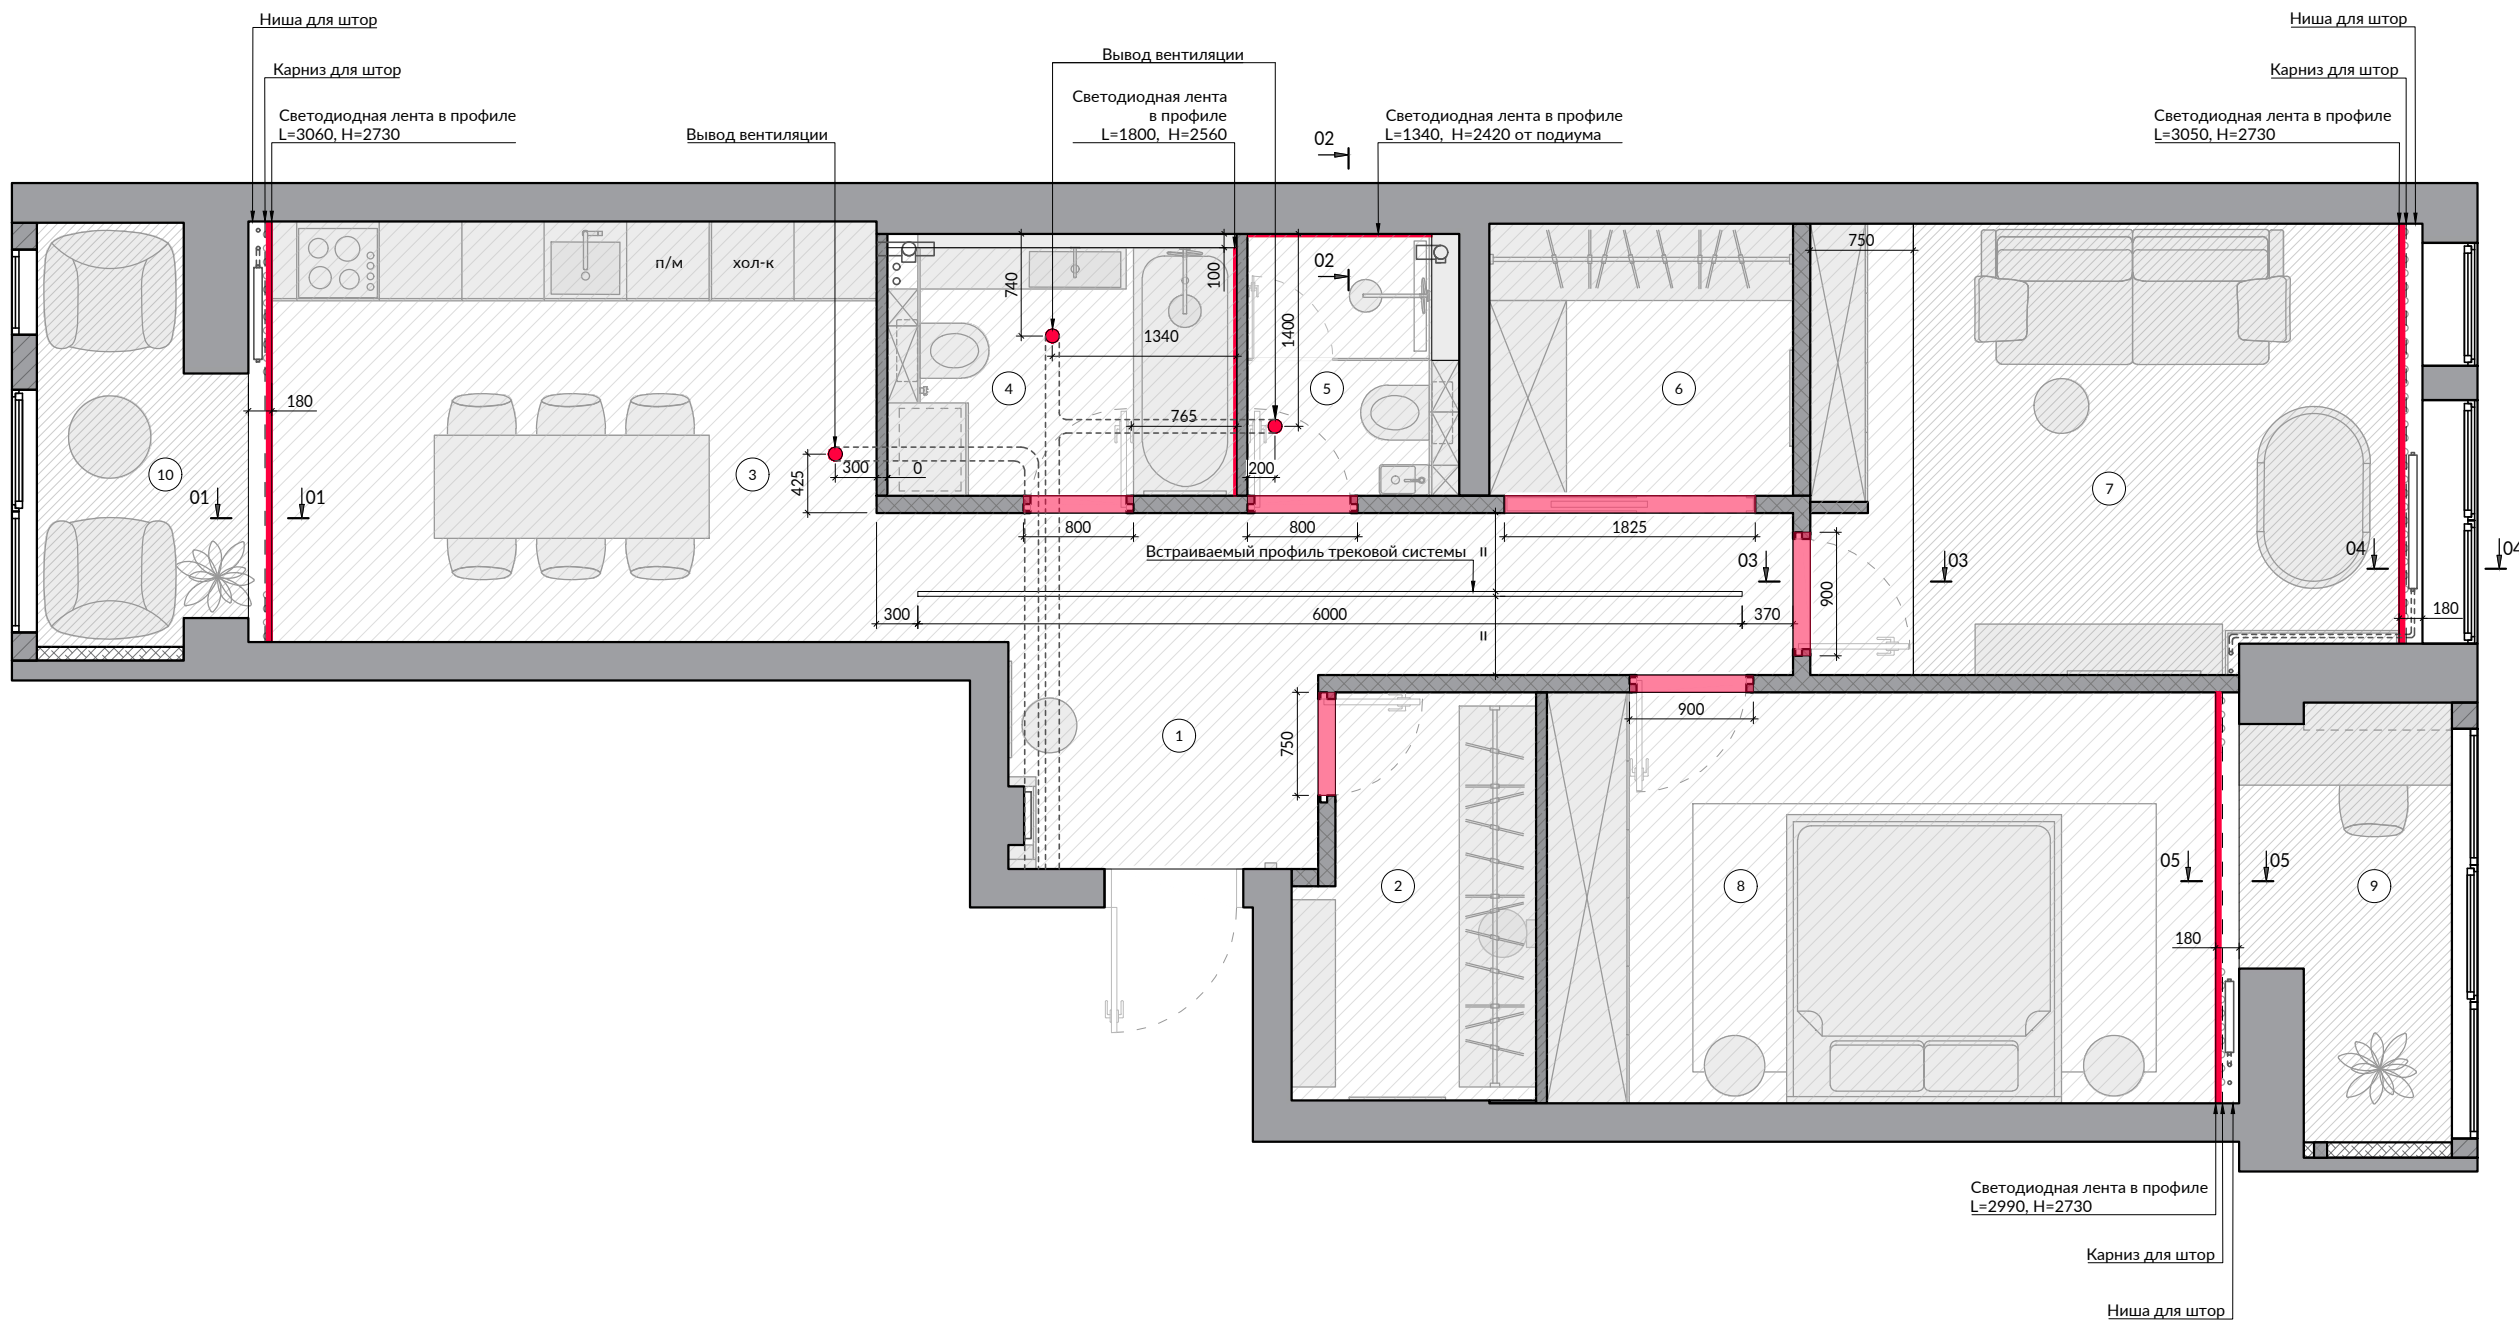 Ниша для штор
Карниз для штор
Светодиодная лента в профиле
L=3060, H=2730
Вывод вентиляции
Вывод вентиляции
Светодиодная лента
в профиле
L=1800, H=2560
02
Светодиодная лента в профиле
L=1340, H=2420 от подиума
Ниша для штор
Карниз для штор
Светодиодная лента в профиле
L=3050, H=2730
п/м
хол-к
740
100
02
1340
1400
750
180
4
5
6
765
10
01
01
3
425
300
0
200
7
800
800
1825
Встраиваемый профиль трековой системы
=
03
03
900
04
04
300
6000
370
=
180
1
750
900
2
8
05
05
9
180
Светодиодная лента в профиле
L=2990, H=2730
Карниз для штор
Ниша для штор